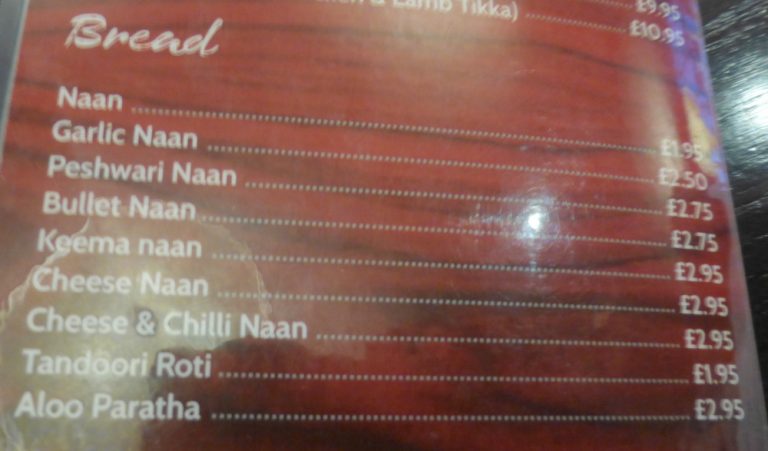 & Lamb Tikka) £9.95
£10.95
Bread
Naan £1.95
Garlic Naan £2.50
Peshwari Naan £2.75
Bullet Naan £2.75
Keema naan £2.95
Cheese Naan £2.95
Cheese & Chilli Naan £2.95
Tandoori Roti £1.95
Aloo Paratha £2.95